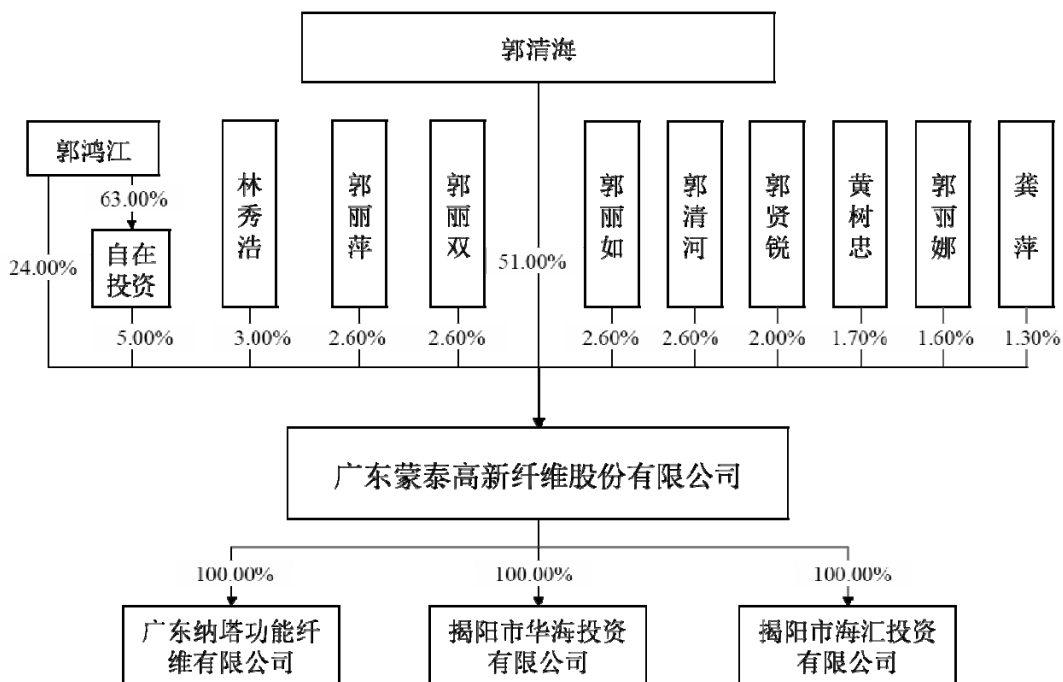 郭清海
郭鸿江
林秀浩
郭丽萍
郭丽双
郭丽如
郭清河
郭贤锐
黄树忠
郭丽娜
龚 萍
63.00%
自在
投资
24.00%
51.00%
5.00%
3.00%
2.60%
2.60%
2.60%
2.60%
2.00%
1.70%
1.60%
1.30%
广东蒙泰高新纤维股份有限公司
100.00%
100.00%
100.00%
广东纳塔功能纤
维有限公司
揭阳市华海投资
有限公司
揭阳市海汇投资
有限公司